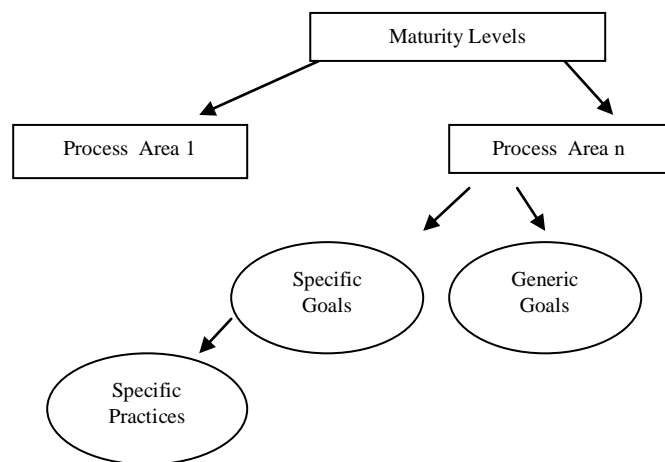 Maturity Levels
Process Area 1
Process Area n
Specific
Goals
Generic
Goals
Specific
Practices